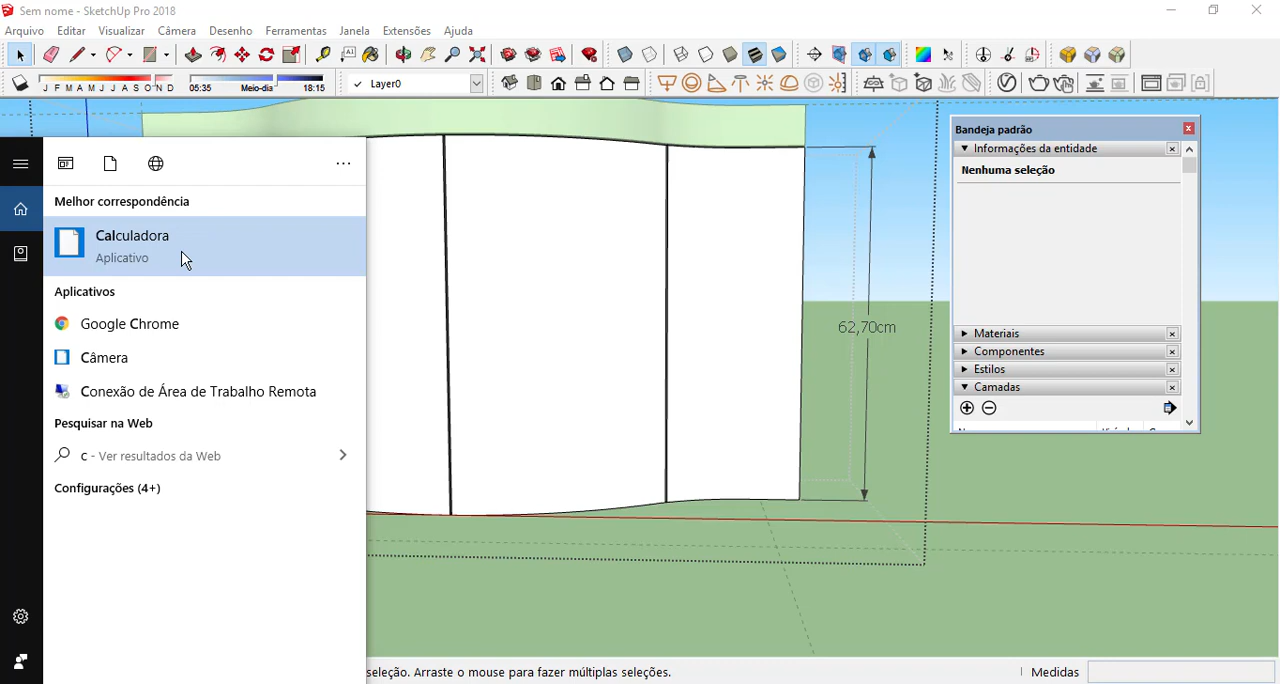 Sem nome - SketchUp Pro 2018
Arquivo Editar Visualizar Câmera Desenho Ferramentas Janela Extensões Ajuda
J F M A M J J A S O N D 05:35 Meio-dia 18:15 Layer0
Melhor correspondência
Calculadora
Aplicativo
Aplicativos
Google Chrome
Câmera
Conexão de Área de Trabalho Remota
Pesquisar na Web
c - Ver resultados da Web
Configurações (4+)
62,70cm
Bandeja padrão
Informações da entidade
Nenhuma seleção
Materiais
Componentes
Estilos
Camadas
seleção. Arraste o mouse para fazer múltiplas seleções.
Medidas